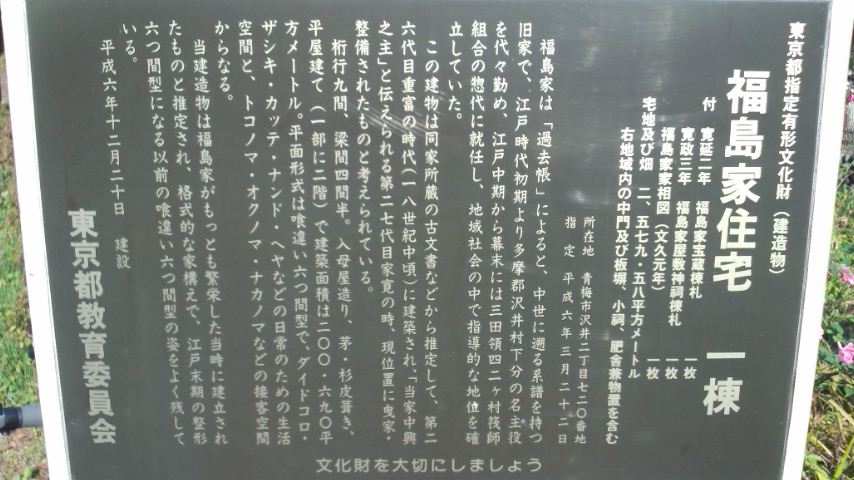 東京都指定有形文化財（建造物）
福島家住宅 一棟
付 寛延二年 福島家宝蔵棟札 一枚
寛政三年 福島家屋敷神祠棟札 一枚
福島家家相図（文久元年） 一枚
宅地及び畑 二、五七九・五八平方メートル
右地域内の中門及び板塀、小祠、肥舎兼物置を含む
所在地 青梅市沢井二丁目七二〇番地
指定 平成六年三月二十二日
福島家は「過去帳」によると、中世に遡る系譜を持つ
旧家で、江戸時代初期より多摩郡沢井村下分の名主役
を代々勤め、江戸中期から幕末には三田領四二ヶ村筏師
組合の惣代に就任し、地域社会の中で指導的な地位を確
立していた。
この建物は同家所蔵の古文書などから推定して、第二
六代目重富の時代（一八世紀中頃）に建築され、「当家中興
之主」と伝えられる第二七代目家寛の時、現位置に曳家・
整備されたものと考えられている。
桁行九間、梁間四間半。入母屋造り、茅・杉皮葺き、
平屋建て（一部に二階）で建築面積は二〇〇・六九〇平
方メートル。平面形式は喰違い六つ間型で、ダイドコロ・
ザシキ・カッテ・ナンド・ヘヤなどの日常のための生活
空間と、トコノマ・オクノマ・ナカノマなどの接客空間
からなる。
当建造物は福島家がもっとも繁栄した当時に建立され
たものと推定され、格式的な家構えで、江戸末期の整形
六つ間型になる以前の喰違い六つ間型の姿をよく残して
いる。
平成六年十二月二十日 建設
東京都教育委員会
文化財を大切にしましょう